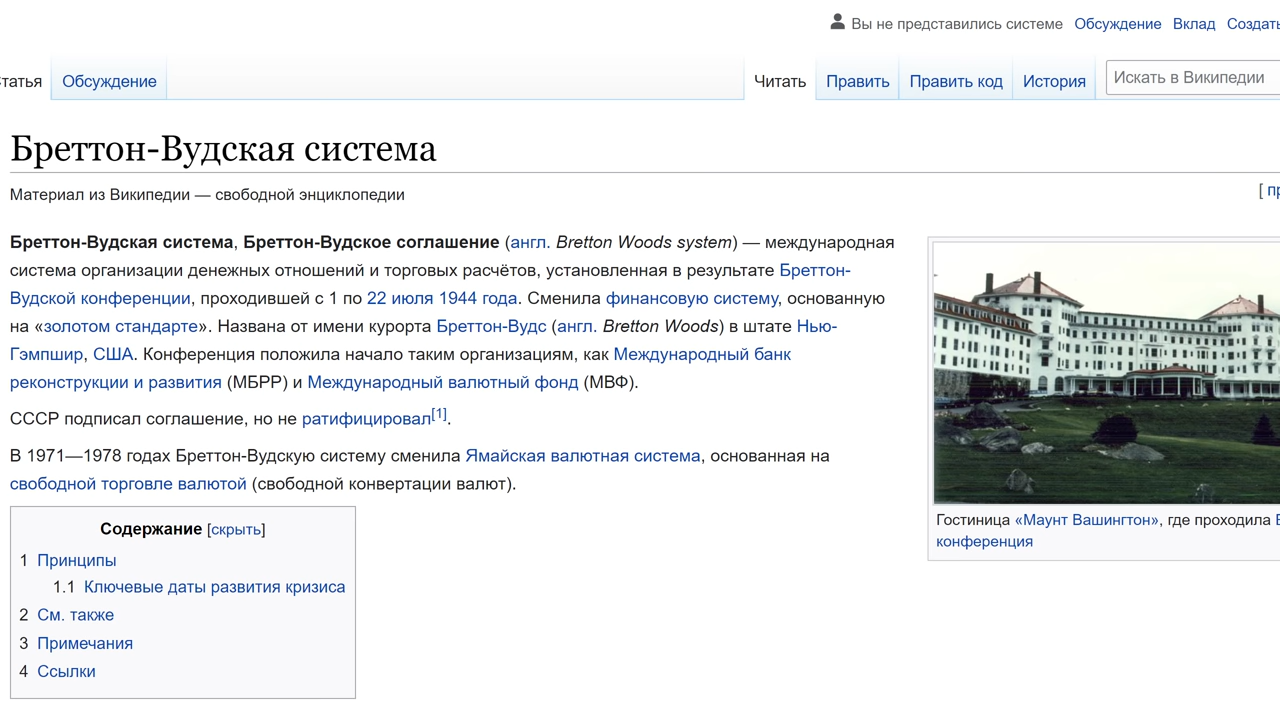 Вы не представились системе Обсуждение Вклад Создать
Статья Обсуждение Читать Править Править код История Искать в Википедии
Бреттон-Вудская система
Материал из Википедии — свободной энциклопедии
Бреттон-Вудская система, Бреттон-Вудское соглашение (англ. Bretton Woods system) — международная
система организации денежных отношений и торговых расчётов, установленная в результате Бреттон-
Вудской конференции, проходившей с 1 по 22 июля 1944 года. Сменила финансовую систему, основанную
на «золотом стандарте». Названа от имени курорта Бреттон-Вудс (англ. Bretton Woods) в штате Нью-
Гэмпшир, США. Конференция положила начало таким организациям, как Международный банк
реконструкции и развития (МБРР) и Международный валютный фонд (МВФ).
СССР подписал соглашение, но не ратифицировал[1].
В 1971—1978 годах Бреттон-Вудскую систему сменила Ямайская валютная система, основанная на
свободной торговле валютой (свободной конвертации валют).
Гостиница «Маунт Вашингтон», где проходила
конференция
Содержание [скрыть]
1 Принципы
1.1 Ключевые даты развития кризиса
2 См. также
3 Примечания
4 Ссылки